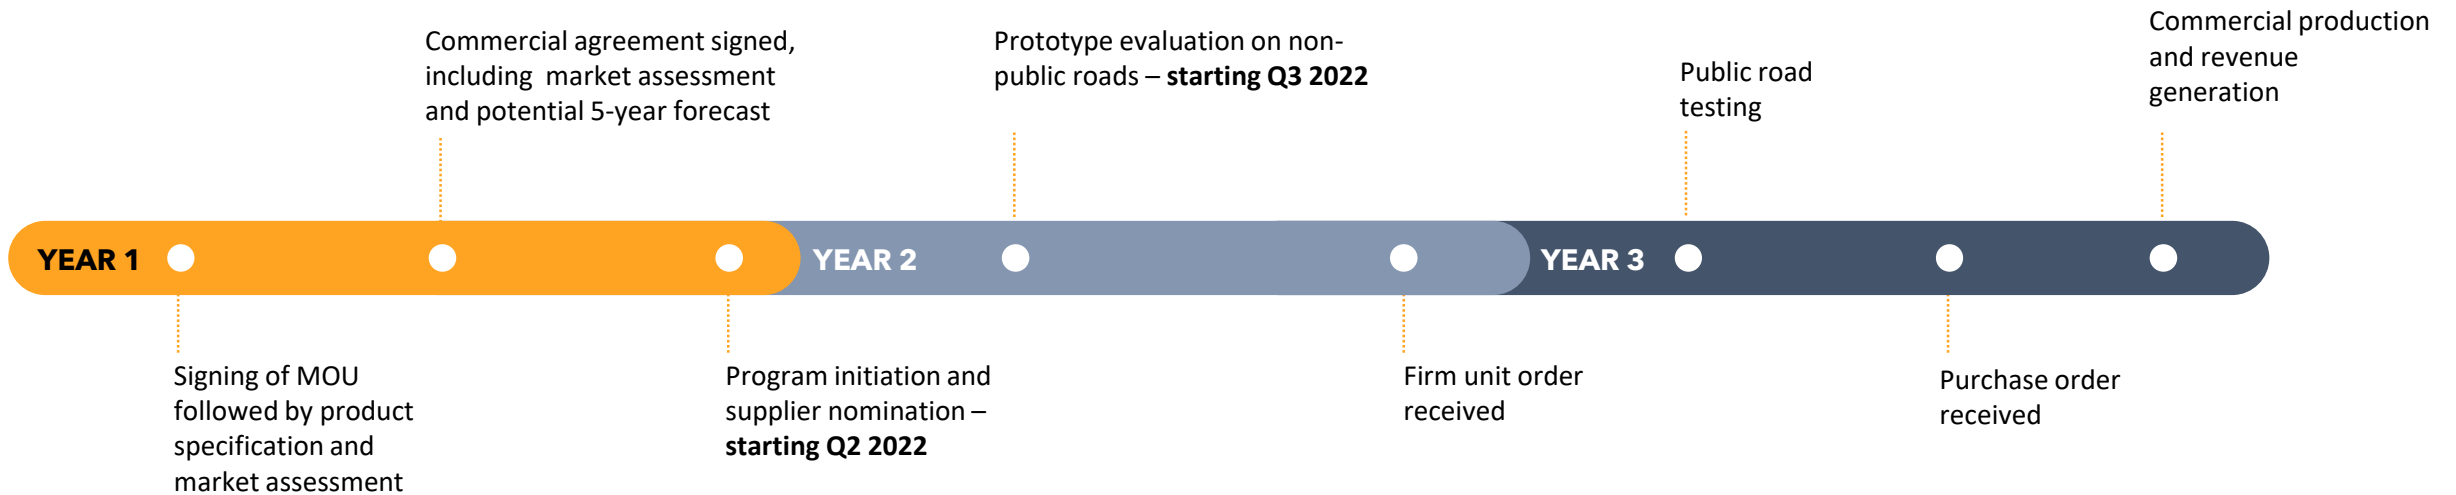 Commercial agreement signed,
including  market assessment
and potential 5-year forecast
Prototype evaluation on non-
public roads – starting Q3 2022
Public road
testing
Commercial production
and revenue
generation
YEAR 1
YEAR 2
YEAR 3
Signing of MOU
followed by product
specification and
market assessment
Program initiation and
supplier nomination –
starting Q2 2022
Firm unit order
received
Purchase order
received